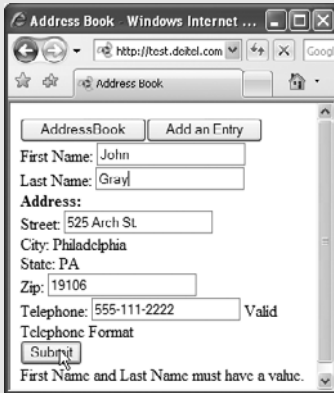 Address Book - Windows Internet ...
http://test.deitel.com
Googl
Address Book
AddressBook Add an Entry
First Name: John
Last Name: Gray
Address:
Street: 525 Arch St.
City: Philadelphia
State: PA
Zip: 19106
Telephone: 555-111-2222 Valid
Telephone Format
Submit
First Name and Last Name must have a value.